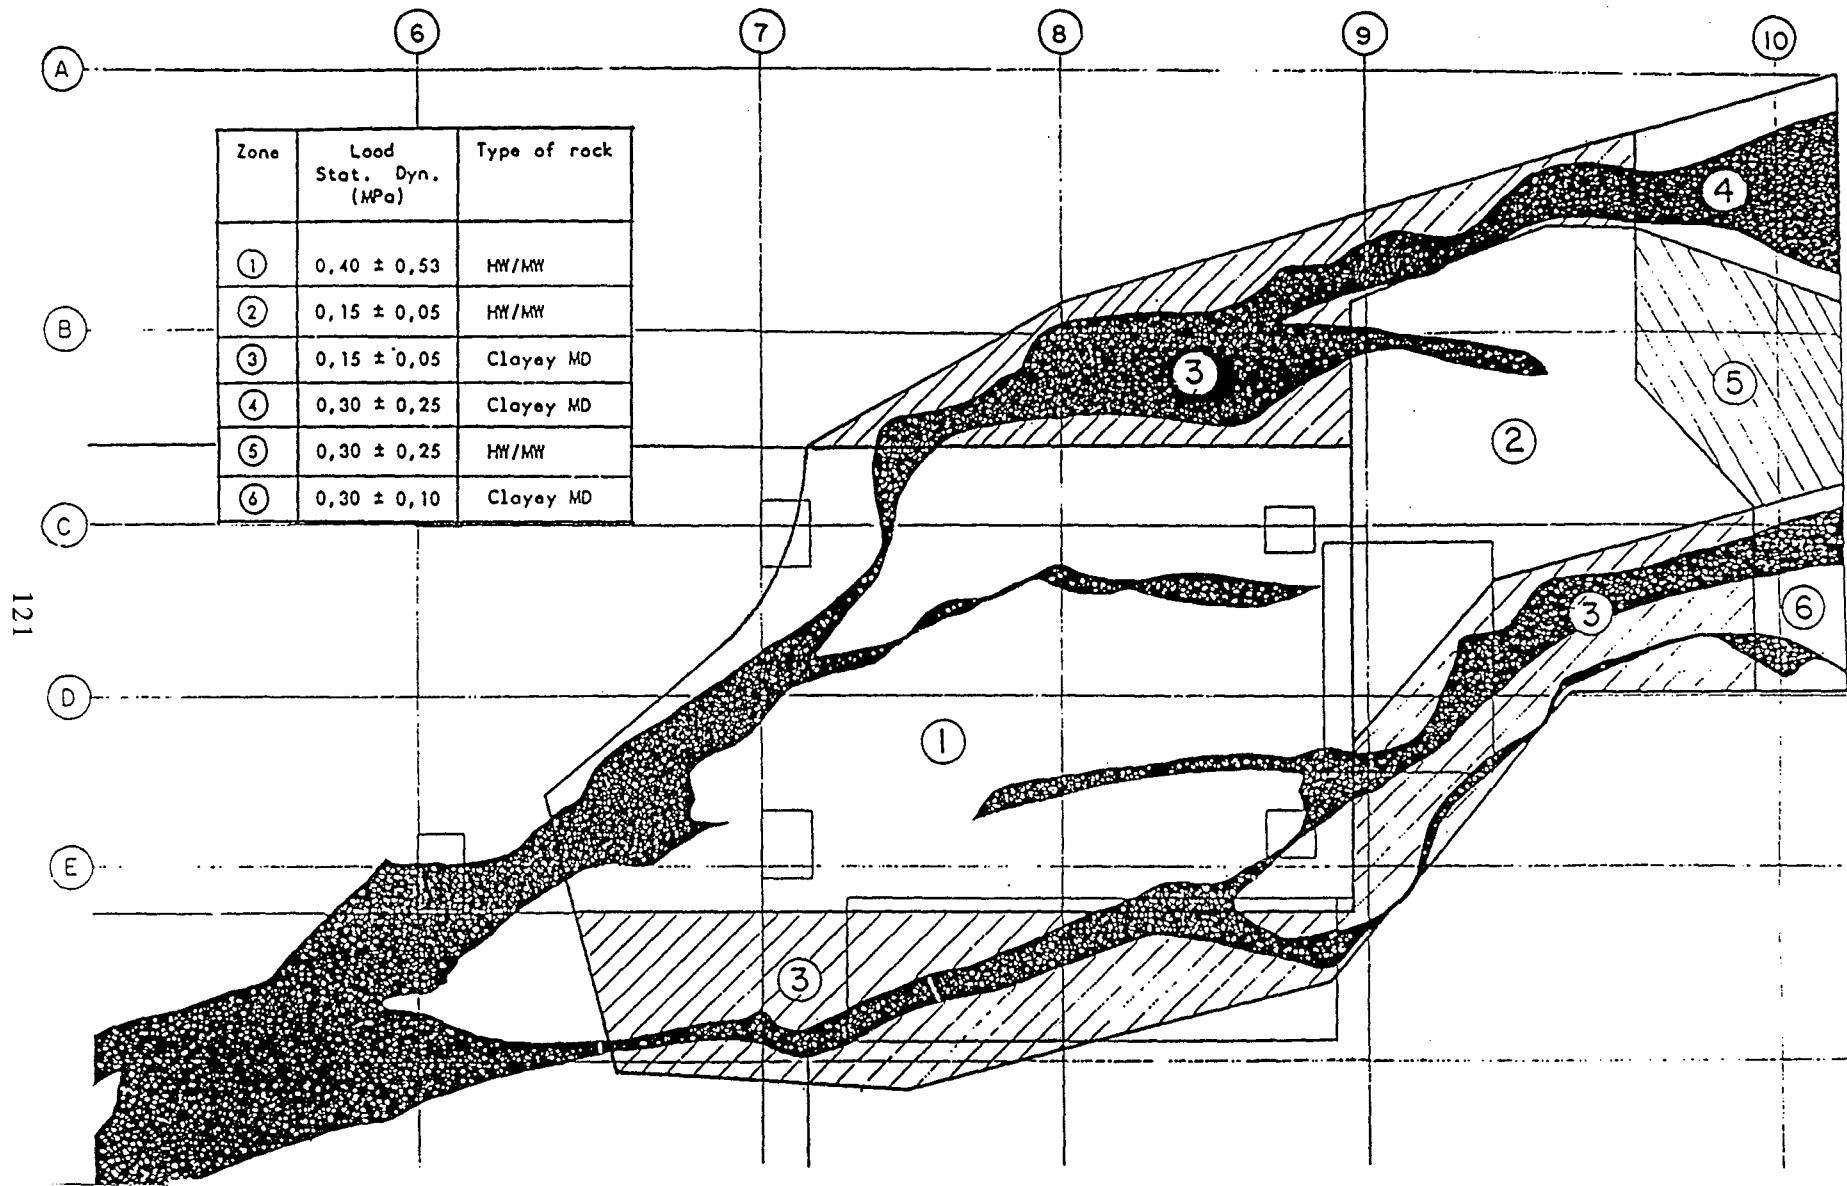 6 7 8 9 10
A
Zone Load Type of rock
Stat. Dyn.
(MPa)
1 0,40 ± 0,53 HW/MW
2 0,15 ± 0,05 HW/MW
3 0,15 ± 0,05 Clayey MD
4 0,30 ± 0,25 Clayey MD
5 0,30 ± 0,25 HW/MW
6 0,30 ± 0,10 Clayey MD
4
B
3
5
2
C
121
3
6
D
1
E
3